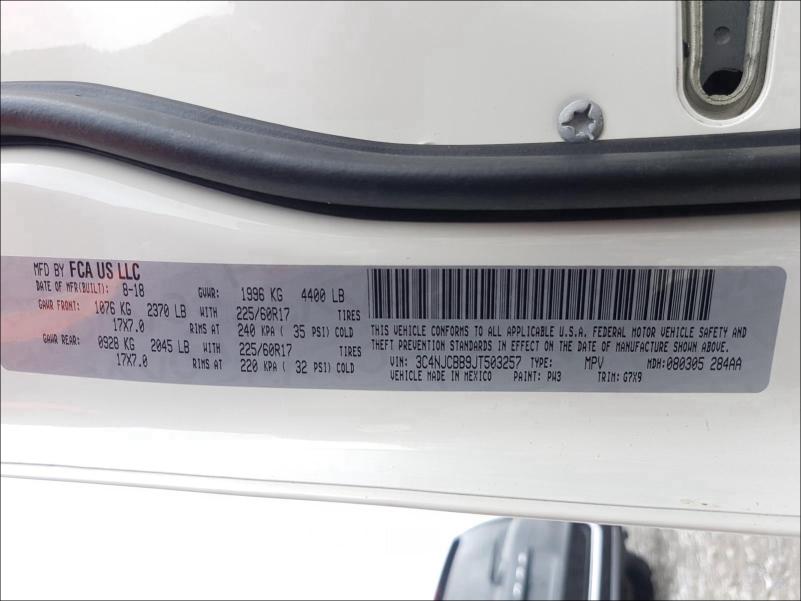 MFD BY FCA US LLC
DATE OF MFR(BUILT): 8-18 GVWR: 1996 KG 4400 LB
GAWR FRONT: 1076 KG 2370 LB WITH 225/60R17 TIRES
17X7.0 RIMS AT 240 KPA ( 35 PSI) COLD
GAWR REAR: 0928 KG 2045 LB WITH 225/60R17 TIRES
17X7.0 RIMS AT 220 KPA ( 32 PSI) COLD
THIS VEHICLE CONFORMS TO ALL APPLICABLE U.S.A. FEDERAL MOTOR VEHICLE SAFETY AND
THEFT PREVENTION STANDARDS IN EFFECT ON THE DATE OF MANUFACTURE SHOWN ABOVE.
VIN: 3C4NJCBB9JT503257 TYPE: MPV MDH:080305 284AA
VEHICLE MADE IN MEXICO PAINT: PW3 TRIM: G7X9